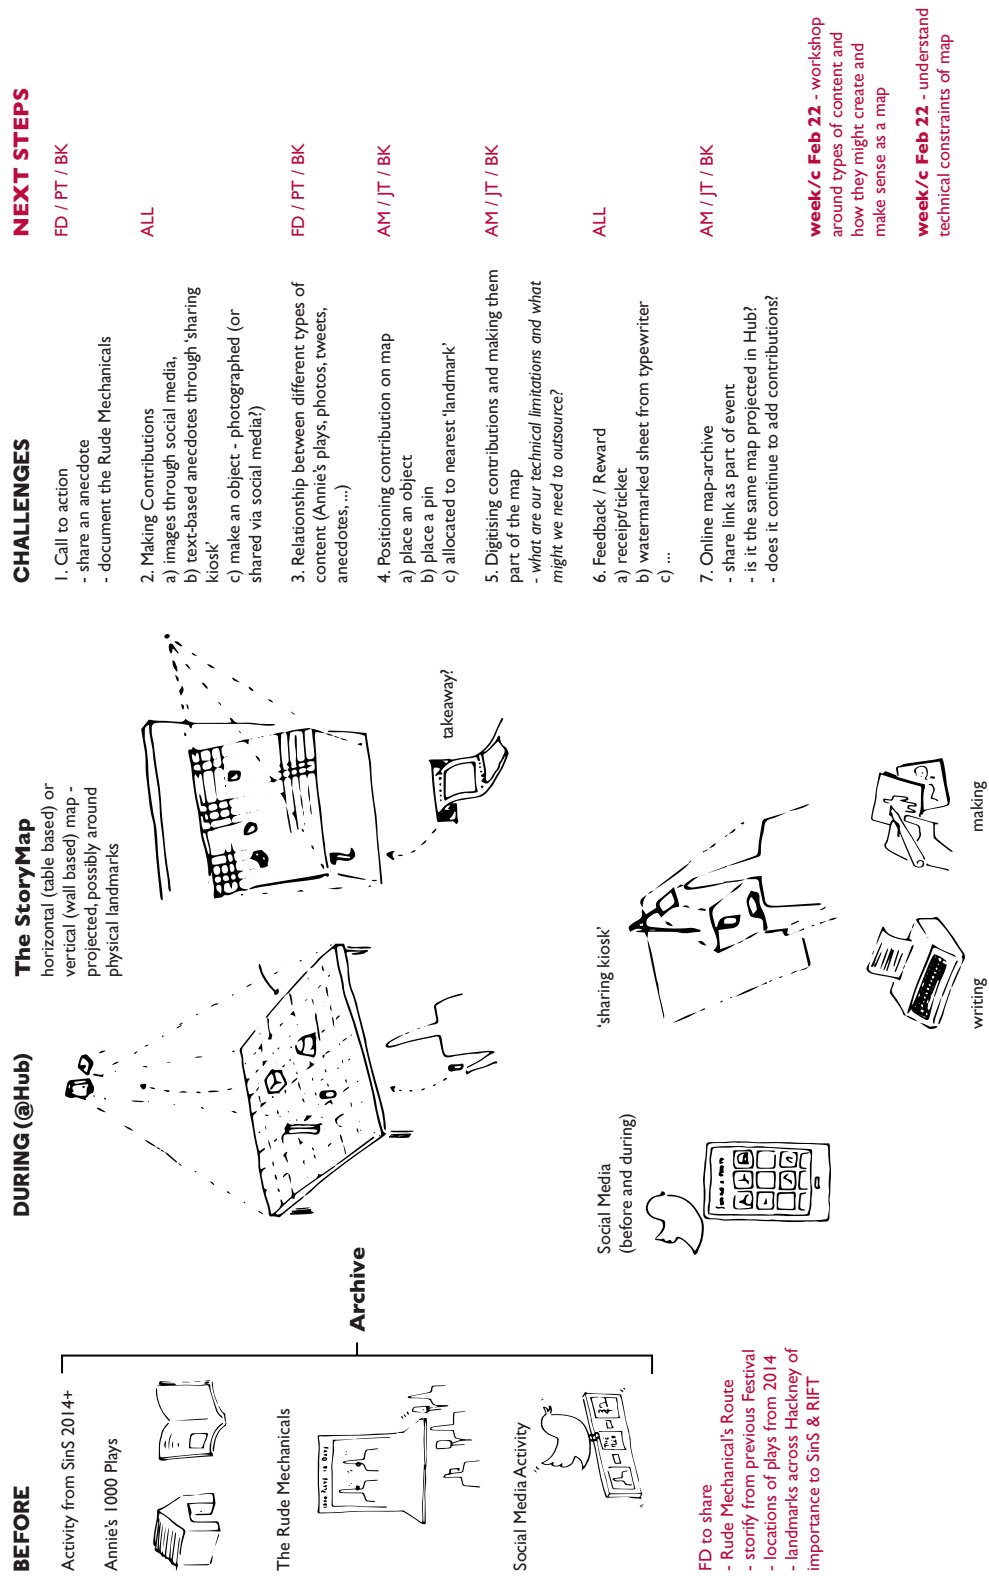 BEFORE
Activity from SinS 2014+
Annie's 1000 Plays
The Rude Mechanicals
Social Media Activity
FD to share
- Rude Mechanical's Route
- storify from previous Festival
- locations of plays from 2014
- landmarks across Hackney of
importance to SinS & RIFT
Archive
DURING (@Hub)
The StoryMap
horizontal (table based) or
vertical (wall based) map -
projected, possibly around
physical landmarks
takeaway?
Social Media
(before and during)
'sharing kiosk'
writing
making
CHALLENGES
1. Call to action
- share an anecdote
- document the Rude Mechanicals
2. Making Contributions
a) images through social media,
b) text-based anecdotes through 'sharing
kiosk'
c) make an object - photographed (or
shared via social media?)
3. Relationship between different types of
content (Annie's plays, photos, tweets,
anecdotes,...)
4. Positioning contribution on map
a) place an object
b) place a pin
c) allocated to nearest 'landmark'
5. Digitising contributions and making them
part of the map
- what are our technical limitations and what
might we need to outsource?
6. Feedback / Reward
a) receipt/ticket
b) watermarked sheet from typewriter
c) ...
7. Online map-archive
- share link as part of event
- is it the same map projected in Hub?
- does it continue to add contributions?
NEXT STEPS
FD / PT / BK
ALL
FD / PT / BK
AM / JT / BK
AM / JT / BK
ALL
AM / JT / BK
week/c Feb 22 - workshop
around types of content and
how they might create and
make sense as a map
week/c Feb 22 - understand
technical constraints of map